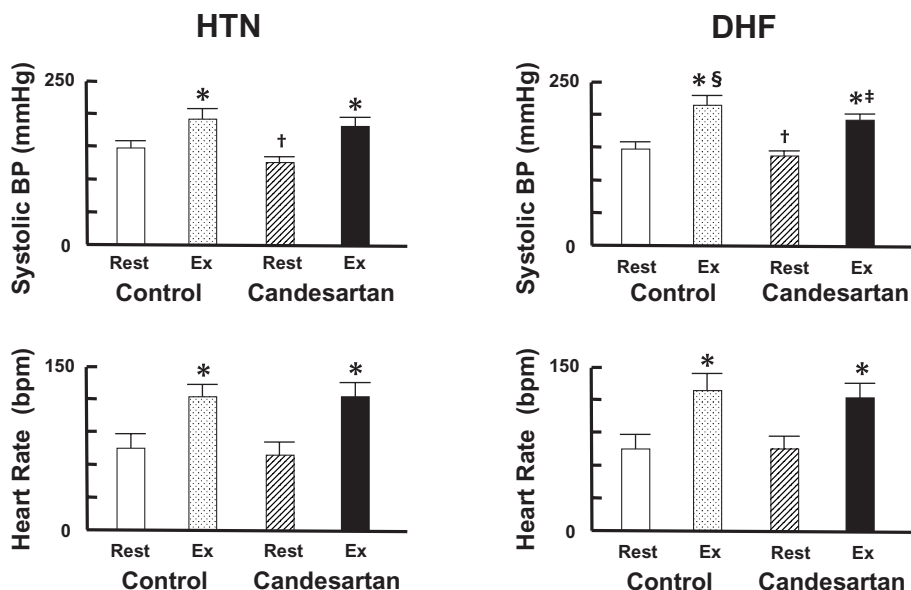 HTN
DHF
Systolic BP (mmHg)
250
0
* † *
Rest Ex Rest Ex
Control Candesartan
Systolic BP (mmHg)
250
0
* § † *‡
Rest Ex Rest Ex
Control Candesartan
Heart Rate (bpm)
150
0
* *
Rest Ex Rest Ex
Control Candesartan
Heart Rate (bpm)
150
0
* *
Rest Ex Rest Ex
Control Candesartan